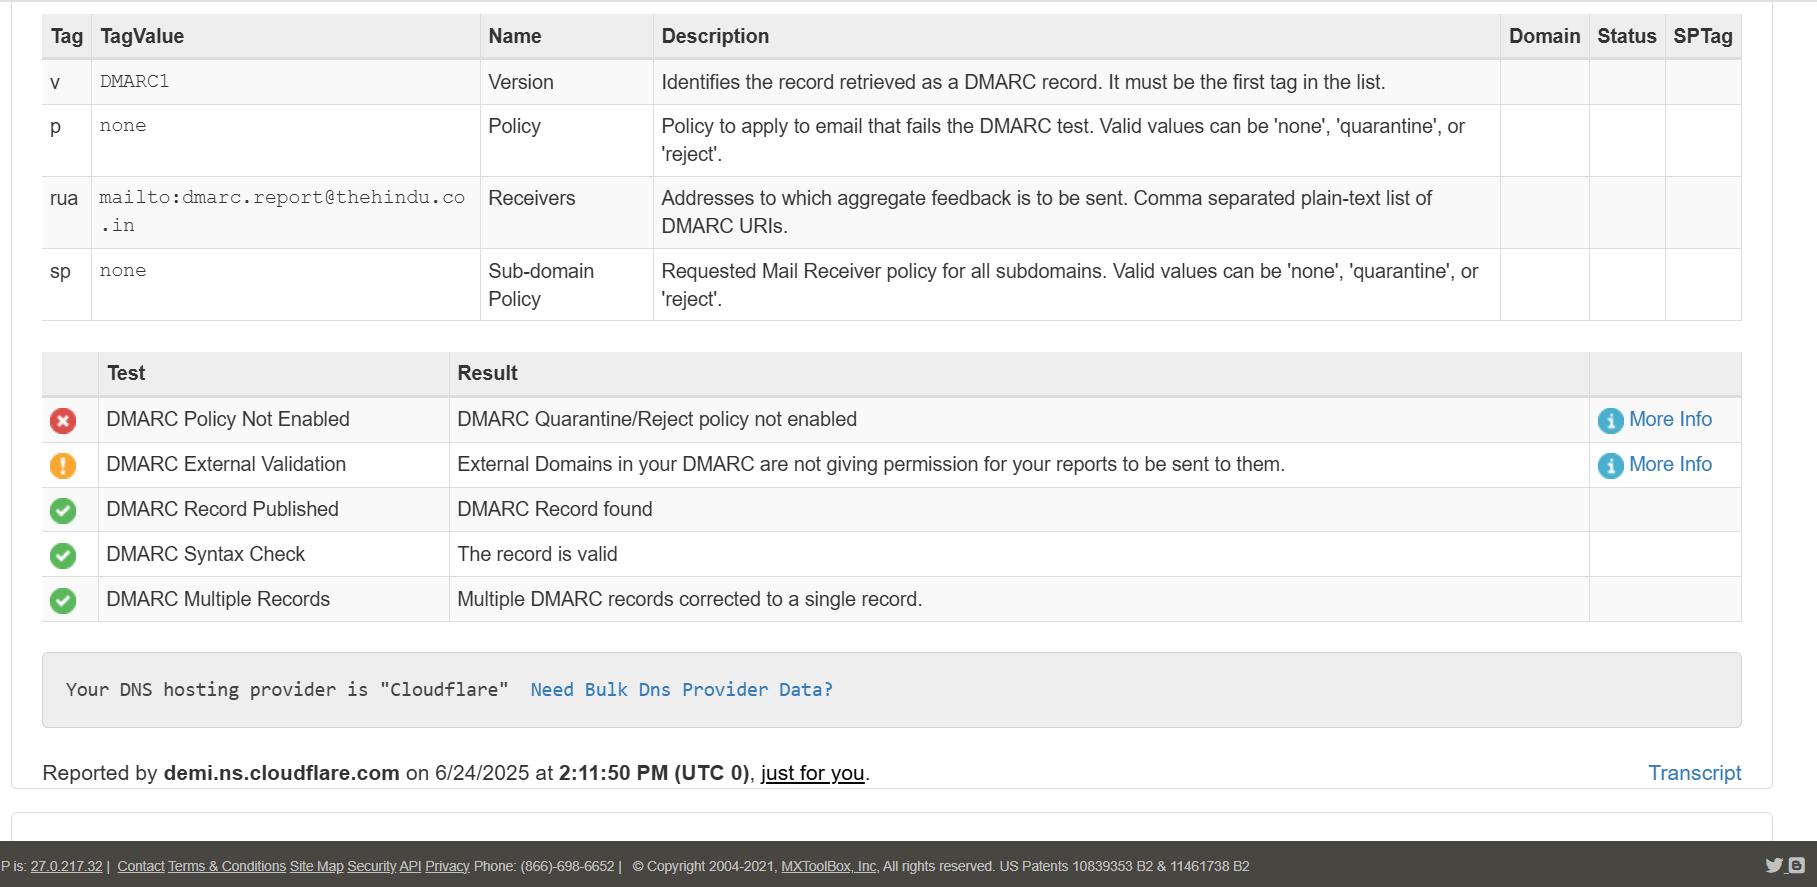 Tag TagValue Name Description Domain Status SPTag
v DMARC1 Version Identifies the record retrieved as a DMARC record. It must be the first tag in the list.
p none Policy Policy to apply to email that fails the DMARC test. Valid values can be 'none', 'quarantine', or
'reject'.
rua mailto:dmarc.report@thehindu.co Receivers Addresses to which aggregate feedback is to be sent. Comma separated plain-text list of
.in DMARC URIs.
sp none Sub-domain Requested Mail Receiver policy for all subdomains. Valid values can be 'none', 'quarantine', or
Policy 'reject'.
Test Result
DMARC Policy Not Enabled DMARC Quarantine/Reject policy not enabled More Info
DMARC External Validation External Domains in your DMARC are not giving permission for your reports to be sent to them. More Info
DMARC Record Published DMARC Record found
DMARC Syntax Check The record is valid
DMARC Multiple Records Multiple DMARC records corrected to a single record.
Your DNS hosting provider is "Cloudflare" Need Bulk Dns Provider Data?
Reported by demi.ns.cloudflare.com on 6/24/2025 at 2:11:50 PM (UTC 0), just for you. Transcript
P is: 27.0.217.32 | Contact Terms & Conditions Site Map Security API Privacy Phone: (866)-698-6652 | © Copyright 2004-2021, MXToolBox, Inc, All rights reserved. US Patents 10839353 B2 & 11461738 B2